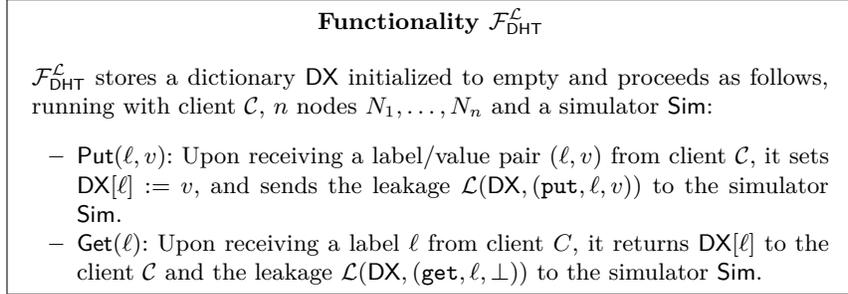 Functionality $\mathcal{F}_{\mathsf{DHT}}^{\mathcal{L}}$
$\mathcal{F}_{\mathsf{DHT}}^{\mathcal{L}}$ stores a dictionary DX initialized to empty and proceeds as follows,
running with client $\mathcal{C}$, $n$ nodes $N_1, \ldots, N_n$ and a simulator Sim:
– Put($\ell, v$): Upon receiving a label/value pair ($\ell, v$) from client $\mathcal{C}$, it sets
DX[$\ell$] := $v$, and sends the leakage $\mathcal{L}$(DX, (put, $\ell, v$)) to the simulator
Sim.
– Get($\ell$): Upon receiving a label $\ell$ from client $C$, it returns DX[$\ell$] to the
client $\mathcal{C}$ and the leakage $\mathcal{L}$(DX, (get, $\ell, \bot$)) to the simulator Sim.